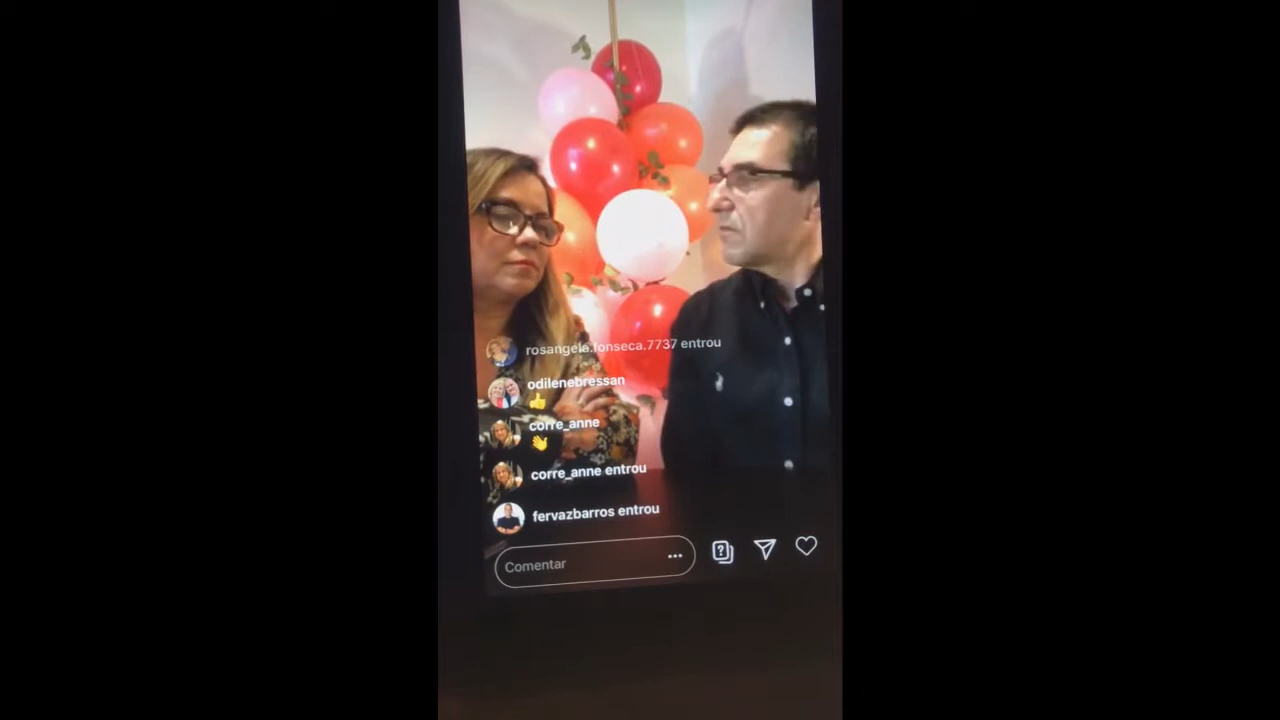 rosangela.fonseca.7737 entrou
odilenebressan
👍
corre_anne
👋
corre_anne entrou
fervazbarros entrou
Comentar